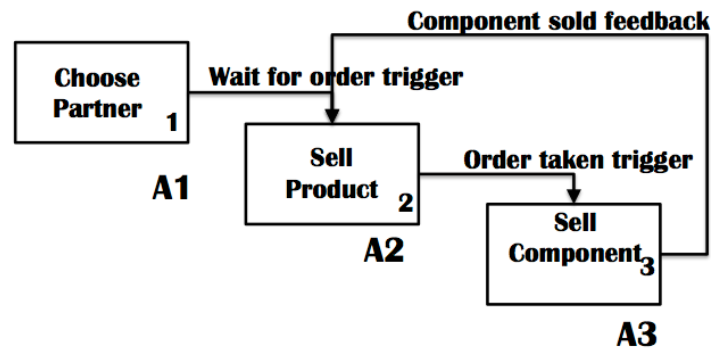 Component sold feedback
Choose
Partner
1
Wait for order trigger
A1
Sell
Product
2
Order taken trigger
A2
Sell
Component
3
A3